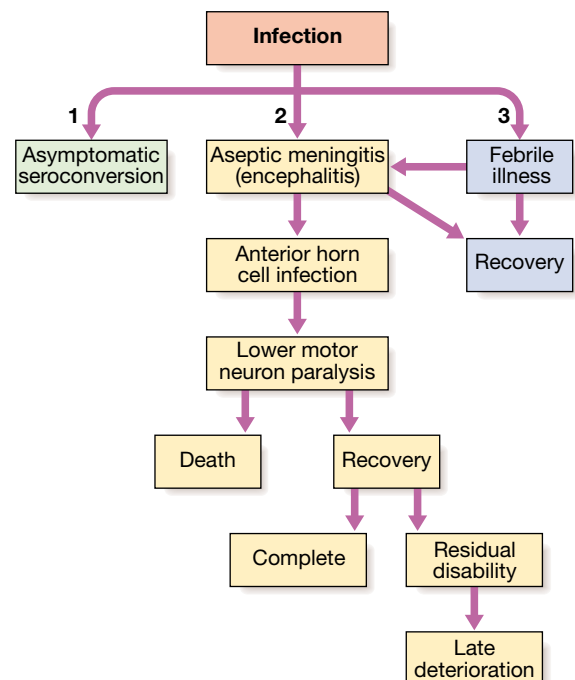 Infection
1
2
3
Asymptomatic
seroconversion
Aseptic meningitis
(encephalitis)
Febrile
illness
Anterior horn
cell infection
Recovery
Lower motor
neuron paralysis
Death
Recovery
Complete
Residual
disability
Late
deterioration